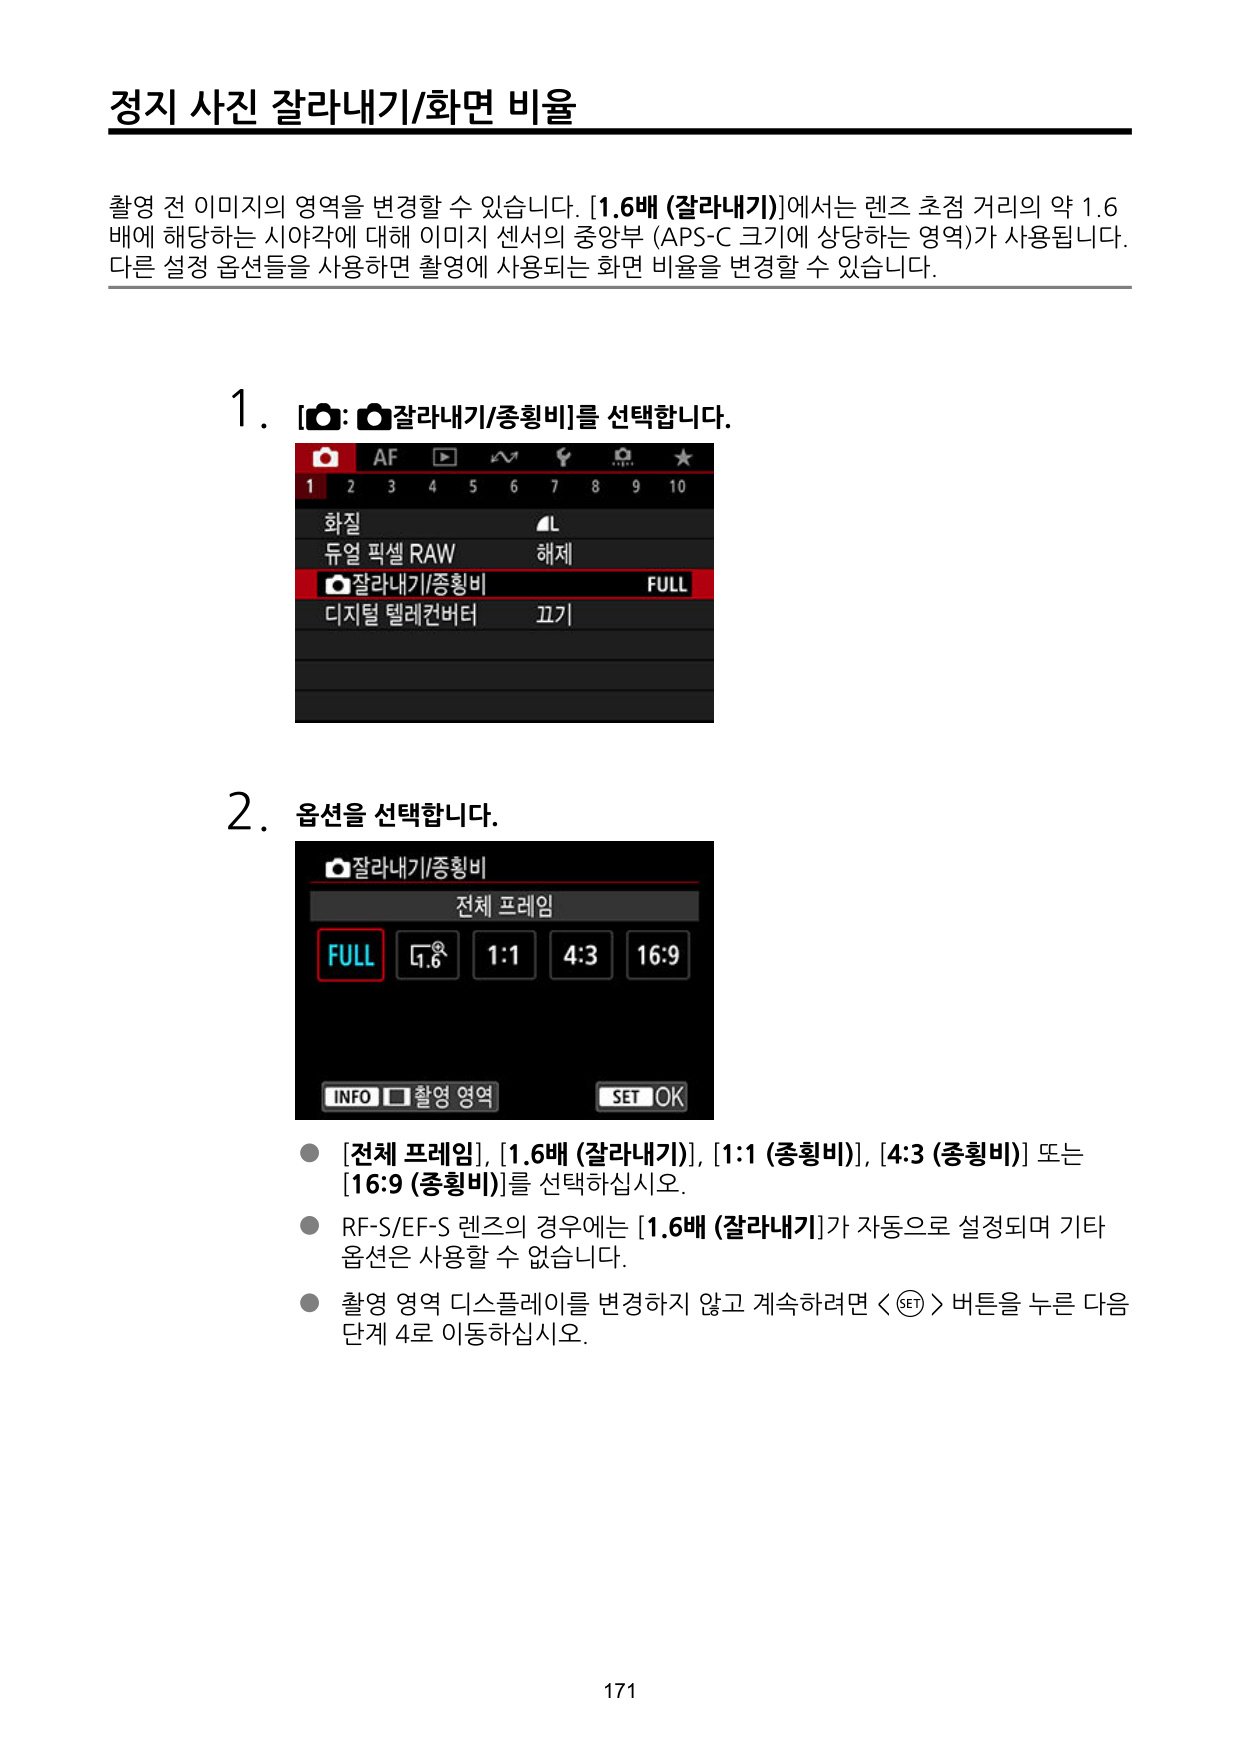 정지 사진 잘라내기/화면 비율
촬영 전 이미지의 영역을 변경할 수 있습니다. [1.6배 (잘라내기)]에서는 렌즈 초점 거리의 약 1.6
배에 해당하는 시야각에 대해 이미지 센서의 중앙부 (APS-C 크기에 상당하는 영역)가 사용됩니다.
다른 설정 옵션들을 사용하면 촬영에 사용되는 화면 비율을 변경할 수 있습니다.
1. [: 잘라내기/종횡비]를 선택합니다.
AF
1 2 3 4 5 6 7 8 9 10
화질 L
듀얼 픽셀 RAW 해제
잘라내기/종횡비 FULL
디지털 텔레컨버터 끄기
2. 옵션을 선택합니다.
잘라내기/종횡비
전체 프레임
FULL 1.6 1:1 4:3 16:9
INFO 촬영 영역 SET OK
● [전체 프레임], [1.6배 (잘라내기)], [1:1 (종횡비)], [4:3 (종횡비)] 또는
[16:9 (종횡비)]를 선택하십시오.
● RF-S/EF-S 렌즈의 경우에는 [1.6배 (잘라내기]가 자동으로 설정되며 기타
옵션은 사용할 수 없습니다.
● 촬영 영역 디스플레이를 변경하지 않고 계속하려면 < SET > 버튼을 누른 다음
단계 4로 이동하십시오.
171